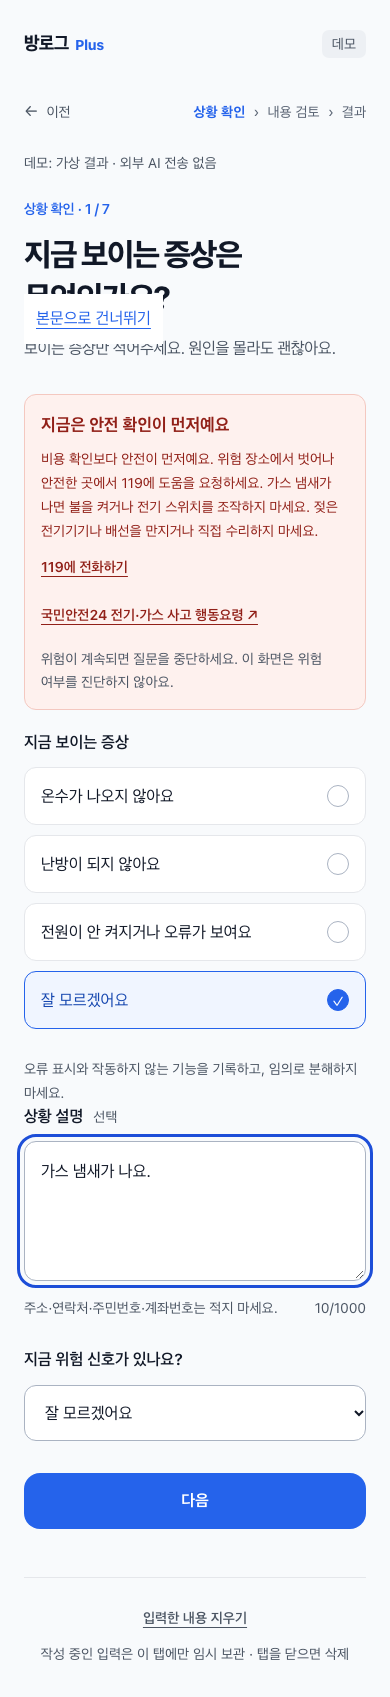 방로그 Plus
데모
← 이전
상황 확인 › 내용 검토 › 결과
데모: 가상 결과 · 외부 AI 전송 없음
상황 확인 · 1 / 7
지금 보이는 증상은
무엇인가요?
본문으로 건너뛰기
보이는 증상만 적어주세요. 원인을 몰라도 괜찮아요.
지금은 안전 확인이 먼저예요
비용 확인보다 안전이 먼저예요. 위험 장소에서 벗어나
안전한 곳에서 119에 도움을 요청하세요. 가스 냄새가
나면 불을 켜거나 전기 스위치를 조작하지 마세요. 젖은
전기기기나 배선을 만지거나 직접 수리하지 마세요.
119에 전화하기
국민안전24 전기·가스 사고 행동요령 ↗
위험이 계속되면 질문을 중단하세요. 이 화면은 위험
여부를 진단하지 않아요.
지금 보이는 증상
온수가 나오지 않아요
난방이 되지 않아요
전원이 안 켜지거나 오류가 보여요
잘 모르겠어요
오류 표시와 작동하지 않는 기능을 기록하고, 임의로 분해하지
마세요.
상황 설명 선택
가스 냄새가 나요.
주소·연락처·주민번호·계좌번호는 적지 마세요.
10/1000
지금 위험 신호가 있나요?
잘 모르겠어요
다음
입력한 내용 지우기
작성 중인 입력은 이 탭에만 임시 보관 · 탭을 닫으면 삭제